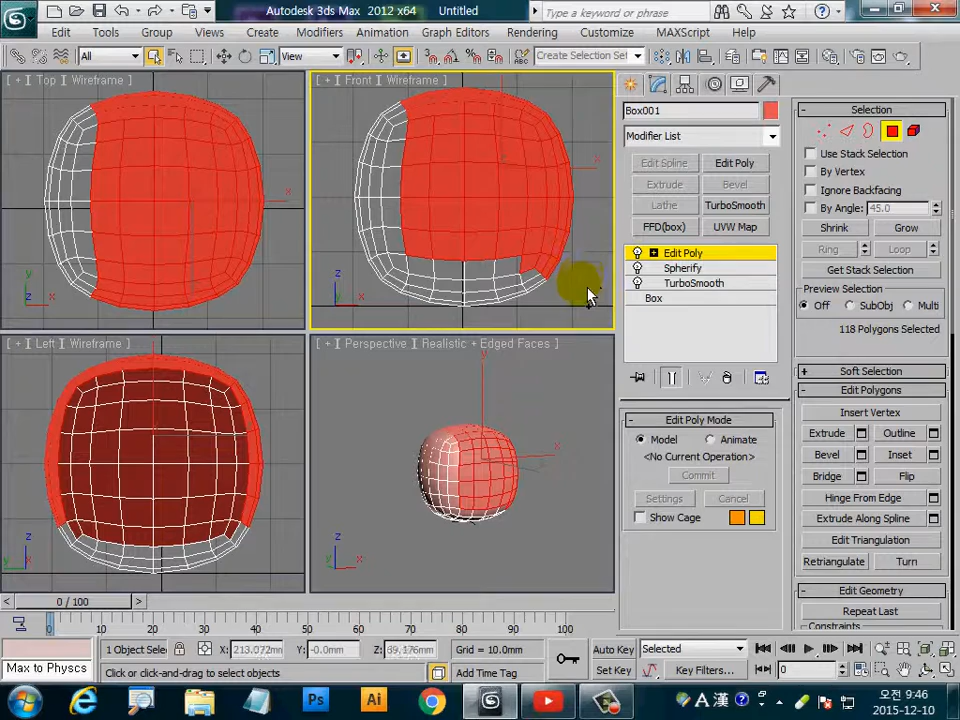 Autodesk 3ds Max 2012 x64 Untitled
Type a keyword or phrase
Edit Tools Group Views Create Modifiers Animation Graph Editors Rendering Customize MAXScript Help
All View Create Selection Set
[ + ] [ Top ] [ Wireframe ]
[ + ] [ Front ] [ Wireframe ]
[ + ] [ Left ] [ Wireframe ]
[ + ] [ Perspective ] [ Realistic + Edged Faces ]
Box001
Modifier List
Edit Spline Edit Poly
Extrude Bevel
Lathe TurboSmooth
FFD(box) UVW Map
Edit Poly
Spherify
TurboSmooth
Box
Edit Poly Mode
Model Animate
<No Current Operation>
Commit
Settings Cancel
Show Cage
Selection
Use Stack Selection
By Vertex
Ignore Backfacing
By Angle: 45.0
Shrink Grow
Ring Loop
Get Stack Selection
Preview Selection
Off SubObj Multi
118 Polygons Selected
Soft Selection
Edit Polygons
Insert Vertex
Extrude Outline
Bevel Inset
Bridge Flip
Hinge From Edge
Extrude Along Spline
Edit Triangulation
Retriangulate Turn
Edit Geometry
Repeat Last
Constraints
0 / 100
0 10 20 30 40 50 60 70 80 90 100
1 Object Selec X: 213.072mm Y: -0.0mm Z: 69.176mm Grid = 10.0mm Auto Key Selected
Max to Physcs Click or click-and-drag to select objects Add Time Tag Set Key Key Filters... 0
오전 9:46
2015-12-10